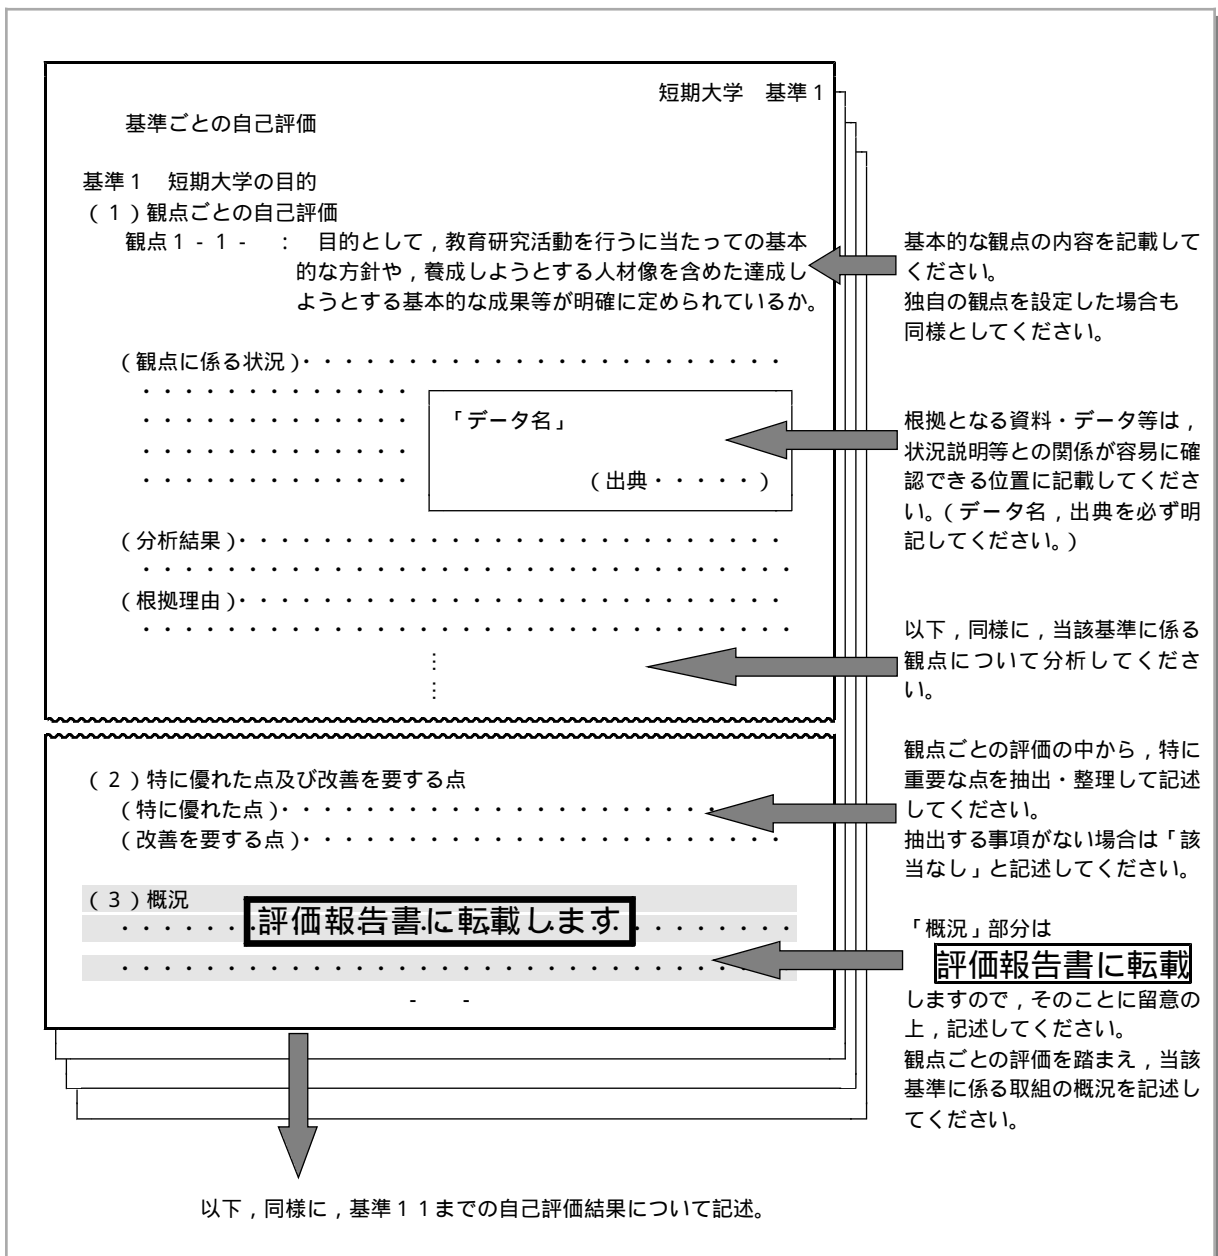 短期大学　基準１
基準ごとの自己評価
基準１　短期大学の目的
（１）観点ごとの自己評価
観点１‐１‐　：　目的として，教育研究活動を行うに当たっての基本
的な方針や，養成しようとする人材像を含めた達成し
ようとする基本的な成果等が明確に定められているか。
（観点に係る状況）・・・・・・・・・・・・・・・・・・・・・・・
・・・・・・・・・・・・・
・・・・・・・・・・・・・
・・・・・・・・・・・・・
・・・・・・・・・・・・・
「データ名」
（出典・・・・・）
（分析結果）・・・・・・・・・・・・・・・・・・・・・・・・・・
・・・・・・・・・・・・・・・・・・・・・・・・・・・・・・・
（根拠理由）・・・・・・・・・・・・・・・・・・・・・・・・・・
・・・・・・・・・・・・・・・・・・・・・・・・・・・・・・・
⋮
⋮
（２）特に優れた点及び改善を要する点
（特に優れた点）・・・・・・・・・・・・・・・・・・・・・
（改善を要する点）・・・・・・・・・・・・・・・・・・・・・・・
（３）概況
評価報告書に転載します
・・・・・・・・・・・・・・・・・・・・・・・・・・・・・・・・
・・・・・・・・・・・・・・・・・・・・・・・・・・・・・・
‐　‐
基本的な観点の内容を記載して
ください。
独自の観点を設定した場合も
同様としてください。
根拠となる資料・データ等は，
状況説明等との関係が容易に確
認できる位置に記載してくださ
い。（データ名，出典を必ず明
記してください。）
以下，同様に，当該基準に係る
観点について分析してくださ
い。
観点ごとの評価の中から，特に
重要な点を抽出・整理して記述
してください。
抽出する事項がない場合は「該
当なし」と記述してください。
「概況」部分は
評価報告書に転載
しますので，そのことに留意の
上，記述してください。
観点ごとの評価を踏まえ，当該
基準に係る取組の概況を記述し
てください。
以下，同様に，基準１１までの自己評価結果について記述。